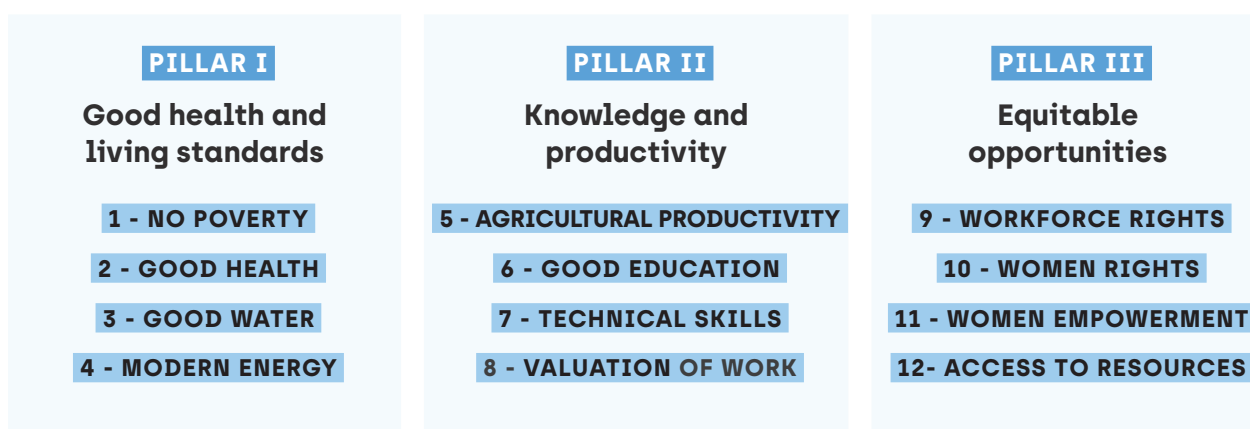 PILLAR I
Good health and
living standards
1 - NO POVERTY
2 - GOOD HEALTH
3 - GOOD WATER
4 - MODERN ENERGY
PILLAR II
Knowledge and
productivity
5 - AGRICULTURAL PRODUCTIVITY
6 - GOOD EDUCATION
7 - TECHNICAL SKILLS
8 - VALUATION OF WORK
PILLAR III
Equitable
opportunities
9 - WORKFORCE RIGHTS
10 - WOMEN RIGHTS
11 - WOMEN EMPOWERMENT
12- ACCESS TO RESOURCES